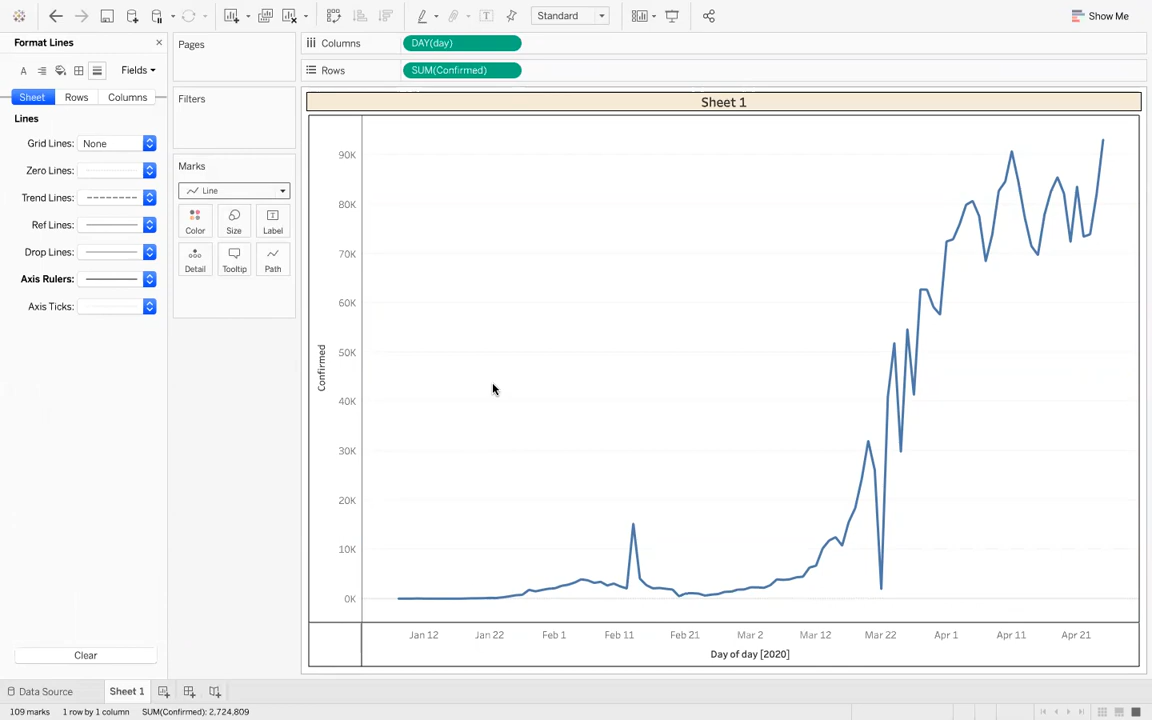 Standard
Show Me
Format Lines
Fields
Sheet
Rows
Columns
Lines
Grid Lines:
None
Zero Lines:
Trend Lines:
Ref Lines:
Drop Lines:
Axis Rulers:
Axis Ticks:
Clear
Pages
Filters
Marks
Line
Color
Size
Label
Detail
Tooltip
Path
Columns
DAY(day)
Rows
SUM(Confirmed)
Sheet 1
Confirmed
90K
80K
70K
60K
50K
40K
30K
20K
10K
0K
Jan 12
Jan 22
Feb 1
Feb 11
Feb 21
Mar 2
Mar 12
Mar 22
Apr 1
Apr 11
Apr 21
Day of day [2020]
Data Source
Sheet 1
109 marks
1 row by 1 column
SUM(Confirmed): 2,724,809